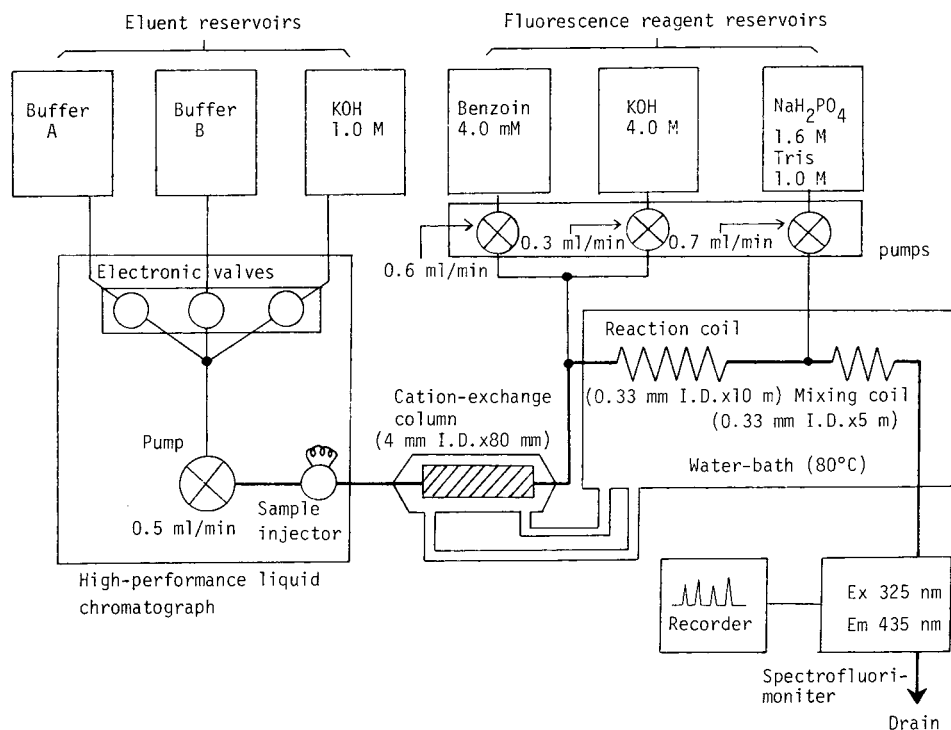 Eluent reservoirs
Fluorescence reagent reservoirs
Buffer
A
Buffer
B
KOH
1.0 M
Benzoin
4.0 mM
KOH
4.0 M
NaH2PO4
1.6 M
Tris
1.0 M
0.6 ml/min
0.3 ml/min
0.7 ml/min
pumps
Electronic valves
Pump
0.5 ml/min
Sample
injector
High-performance liquid
chromatograph
Cation-exchange
column
(4 mm I.D.x80 mm)
Reaction coil
(0.33 mm I.D.x10 m)
Mixing coil
(0.33 mm I.D.x5 m)
Water-bath (80°C)
Recorder
Ex 325 nm
Em 435 nm
Spectrofluori-
moniter
Drain